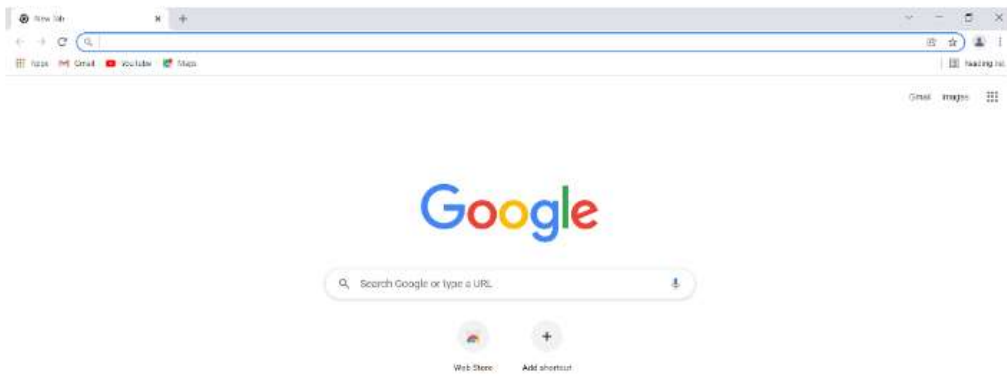 New Tab
Apps Gmail YouTube Maps Reading list
Gmail Images
Google
Search Google or type a URL
Web Store Add shortcut